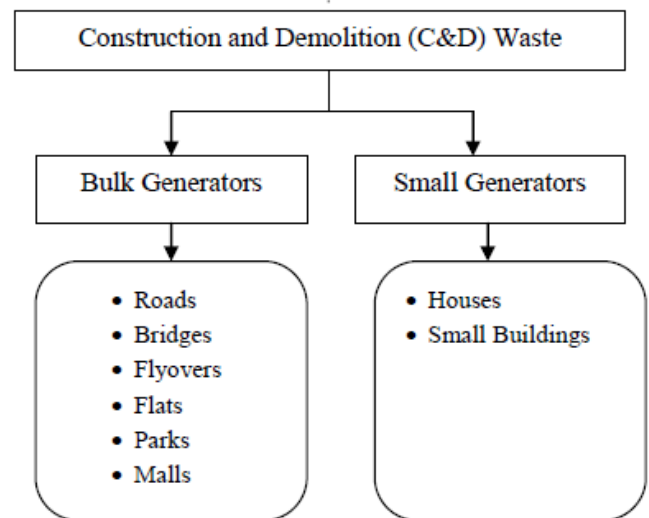 Construction and Demolition (C&D) Waste
Bulk Generators
Small Generators
• Roads
• Bridges
• Flyovers
• Flats
• Parks
• Malls
• Houses
• Small Buildings